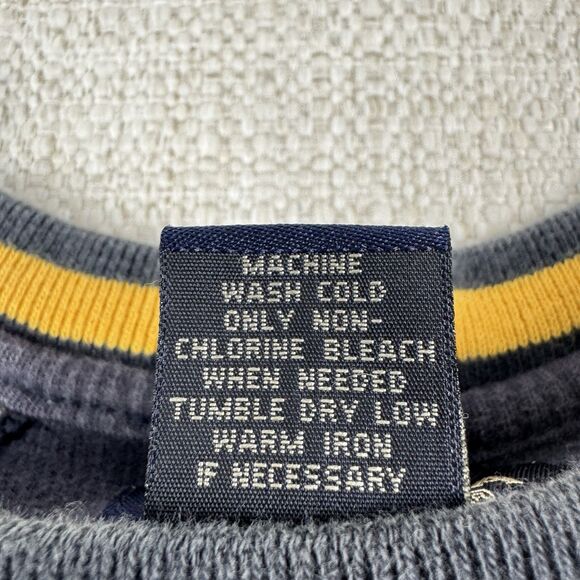 MACHINE
WASH COLD
ONLY NON-
CHLORINE BLEACH
WHEN NEEDED
TUMBLE DRY LOW
WARM IRON
IF NECESSARY